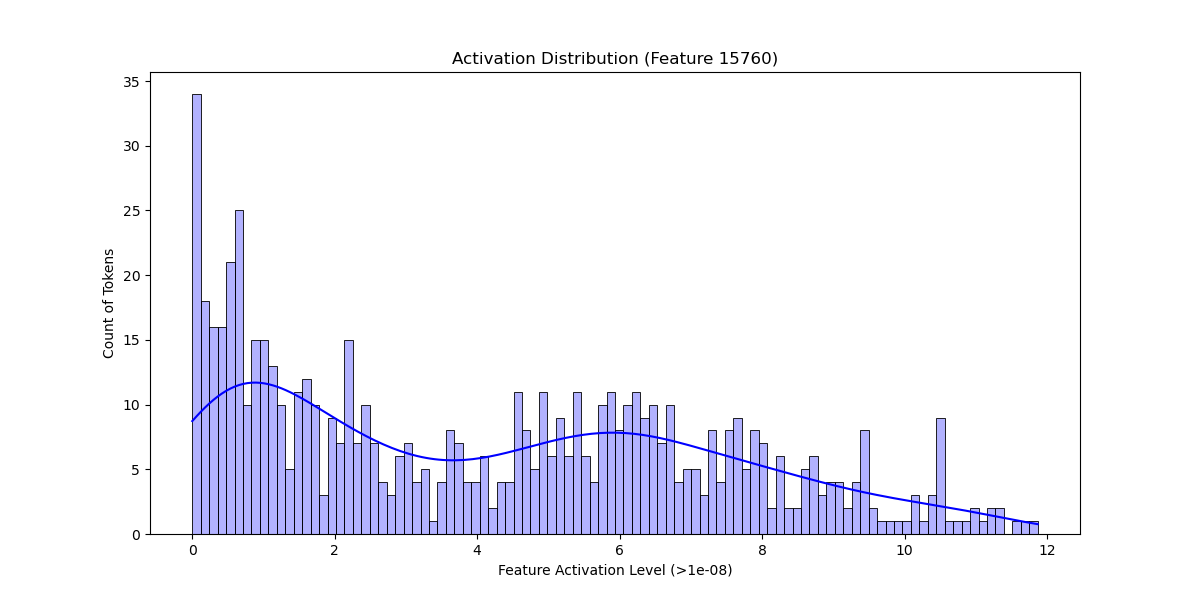 Activation Distribution (Feature 15760)
35
30
25
20
15
10
5
0
Count of Tokens
0 2 4 6 8 10 12
Feature Activation Level (>1e-08)